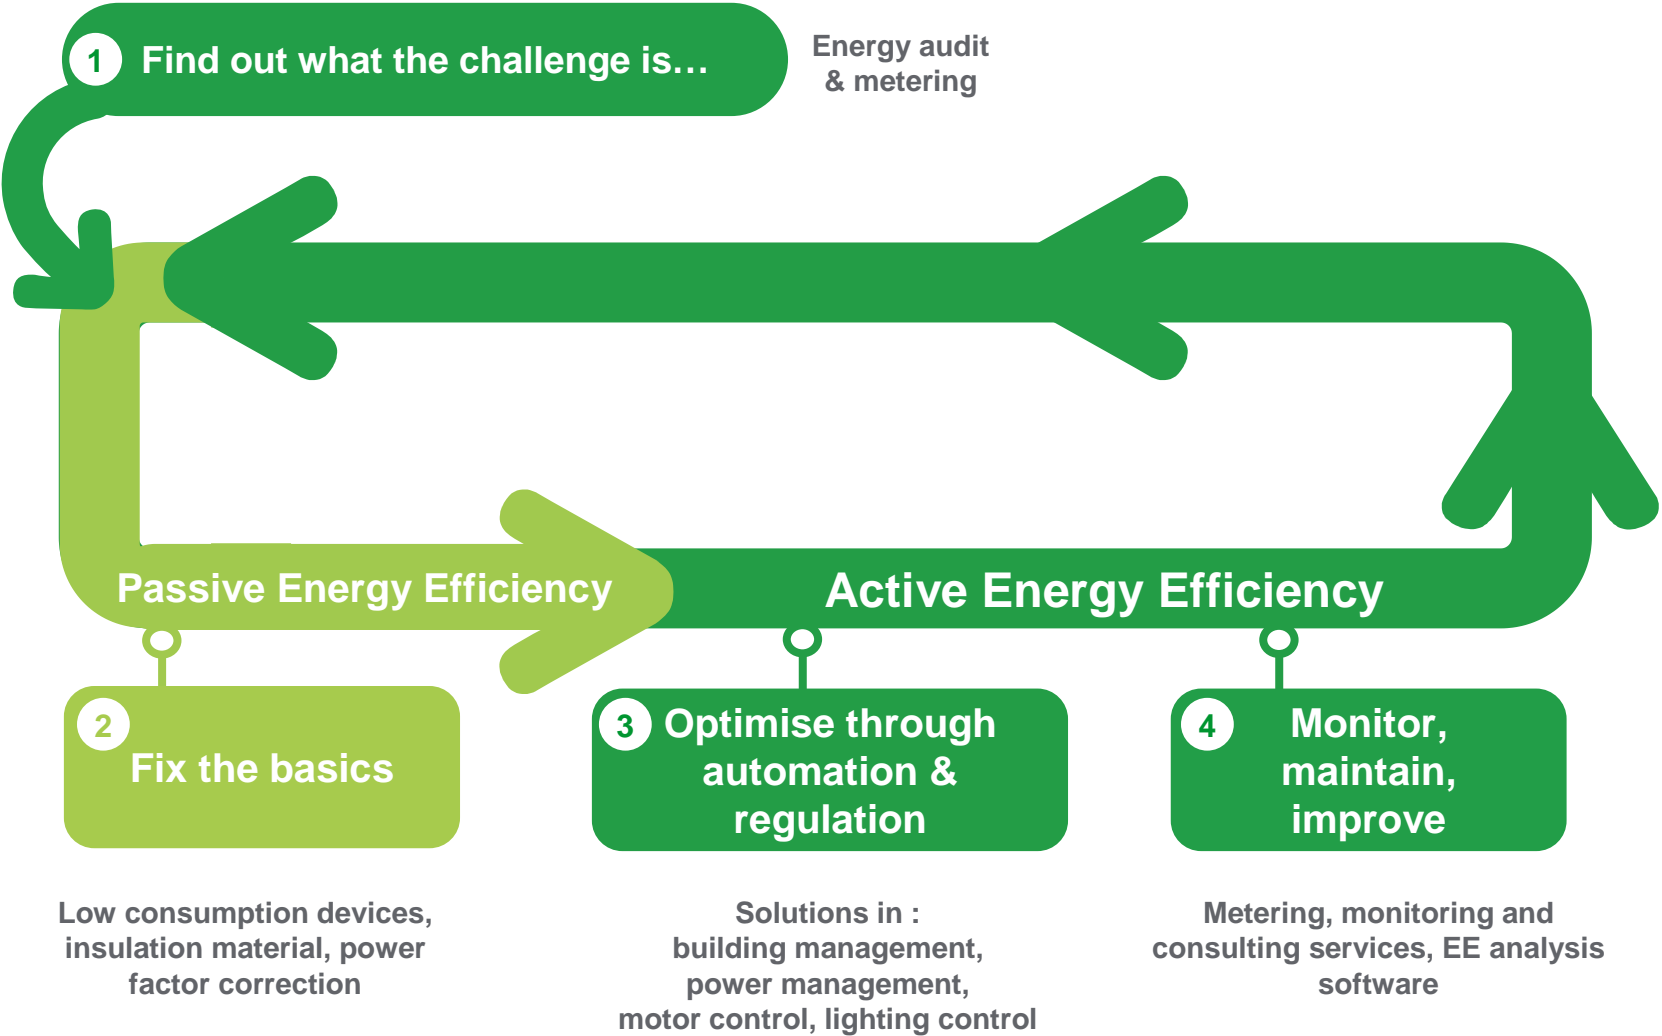 1 Find out what the challenge is…
Energy audit
& metering
Passive Energy Efficiency
Active Energy Efficiency
2
Fix the basics
3 Optimise through
automation &
regulation
4 Monitor,
maintain,
improve
Low consumption devices,
insulation material, power
factor correction
Solutions in :
building management,
power management,
motor control, lighting control
Metering, monitoring and
consulting services, EE analysis
software